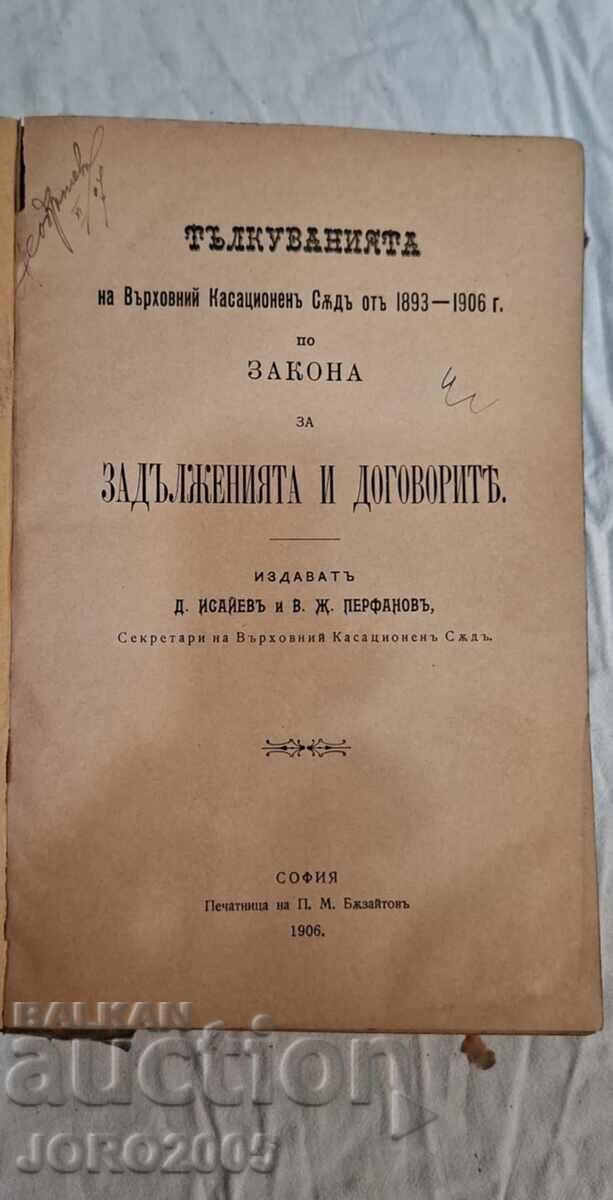 ТЪЛКУВАНИЯТА
на Върховний Касационенъ Сѫдъ отъ 1893—1906 г.
по
ЗАКОНА
ЗА
ЗАДЪЛЖЕНИЯТА И ДОГОВОРИТѢ.
ИЗДАВАТЪ
Д. ИСАЙЕВЪ и В. Ж. ПЕРФАНОВЪ,
Секретари на Върховний Касационенъ Сѫдъ.
СОФИЯ
Печатница на П. М. Бѫзайтовъ
1906.
BALKAN
auction
JORO2005